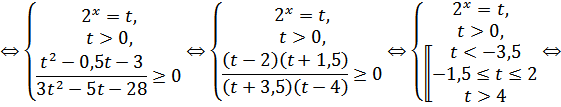 ⇔ { 2^x = t, t > 0, (t² − 0,5t − 3)/(3t² − 5t − 28) ≥ 0 ⇔ { 2^x = t, t > 0, ((t − 2)(t + 1,5))/((t + 3,5)(t − 4)) ≥ 0 ⇔ { 2^x = t, t > 0, [ t < −3,5 −1,5 ≤ t ≤ 2 t > 4 ⇔